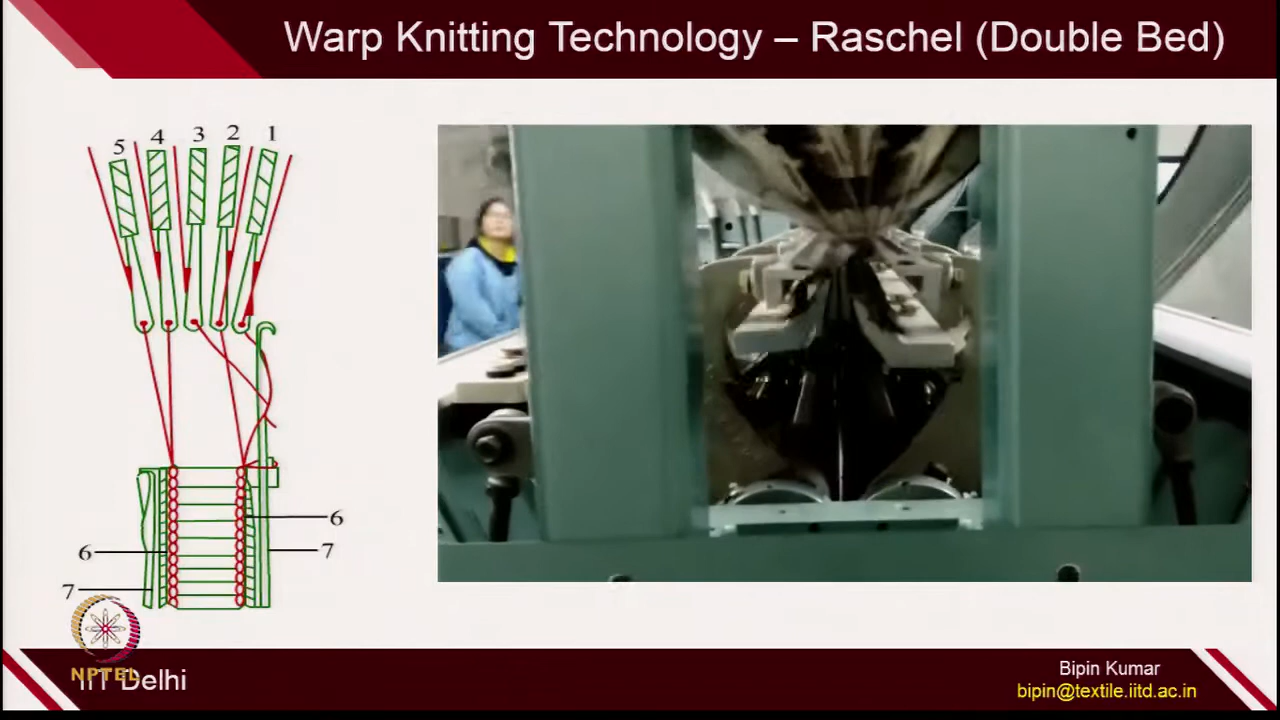 Warp Knitting Technology – Raschel (Double Bed)
5 4 3 2 1
6
6
7
7
NPTEL
IIT Delhi
Bipin Kumar
bipin@textile.iitd.ac.in